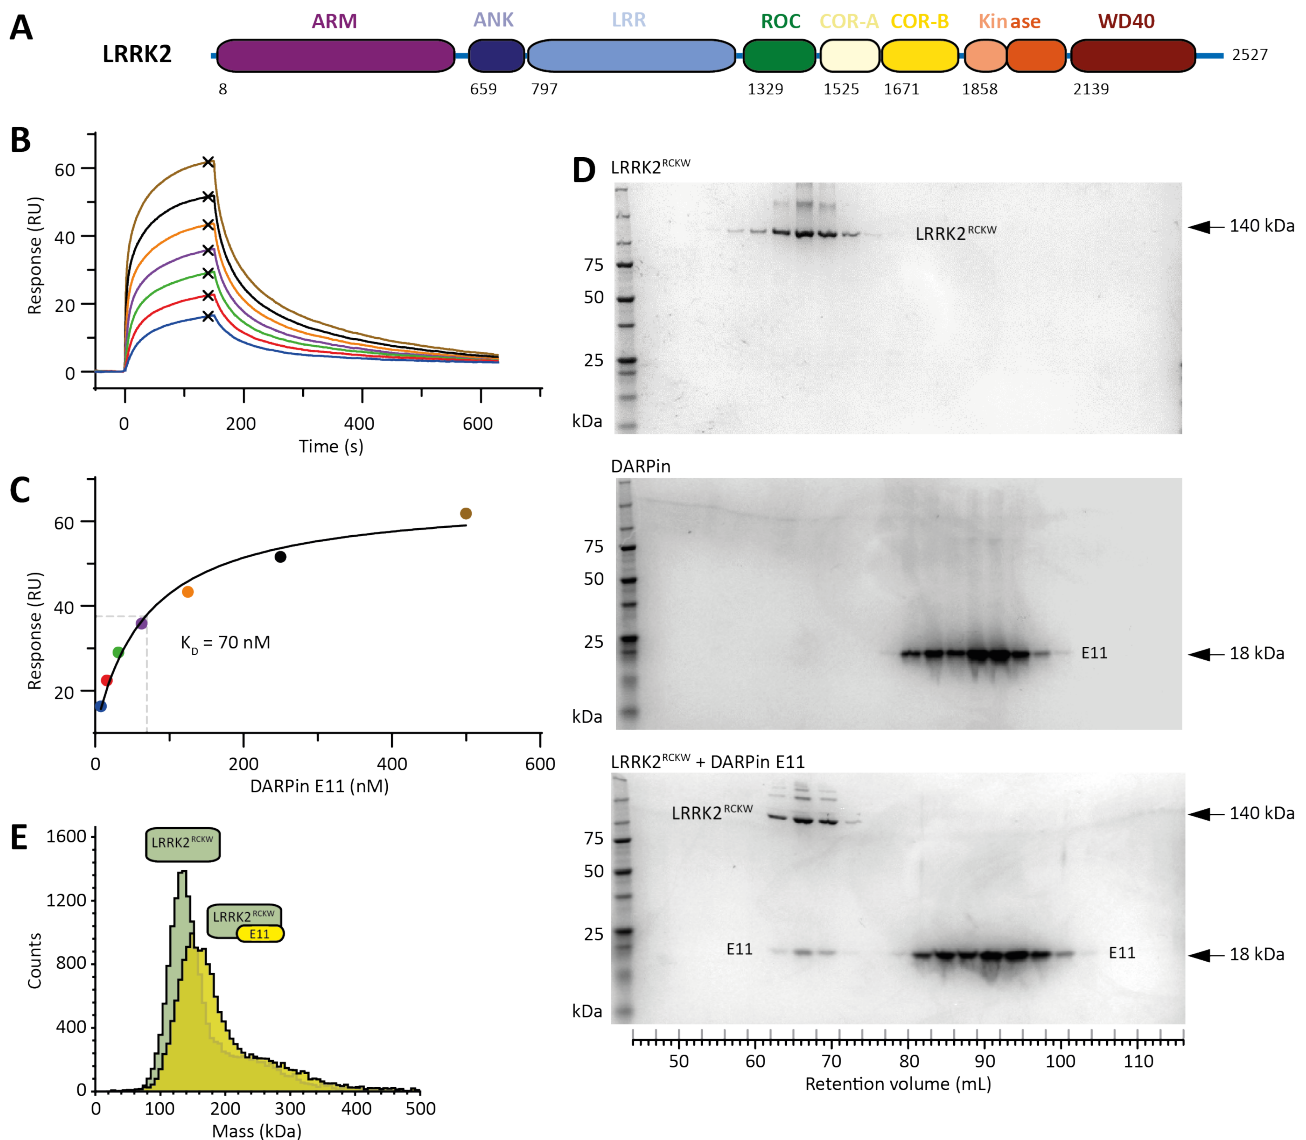 A
ARM ANK LRR ROC COR-A COR-B Kinase WD40
LRRK2
2527
8 659 797 1329 1525 1671 1858 2139
B
Response (RU)
60
40
20
0
0 200 400 600
Time (s)
C
Response (RU)
60
40
20
K_D = 70 nM
0 200 400 600
DARPin E11 (nM)
D
LRRK2^RCKW
LRRK2^RCKW
140 kDa
75
50
25
kDa
DARPin
75
50
25
E11
18 kDa
kDa
LRRK2^RCKW + DARPin E11
LRRK2^RCKW
140 kDa
75
50
25
E11
E11
18 kDa
kDa
50 60 70 80 90 100 110
Retention volume (mL)
E
Counts
1600
1200
800
400
0
LRRK2^RCKW
LRRK2^RCKW
E11
0 100 200 300 400 500
Mass (kDa)